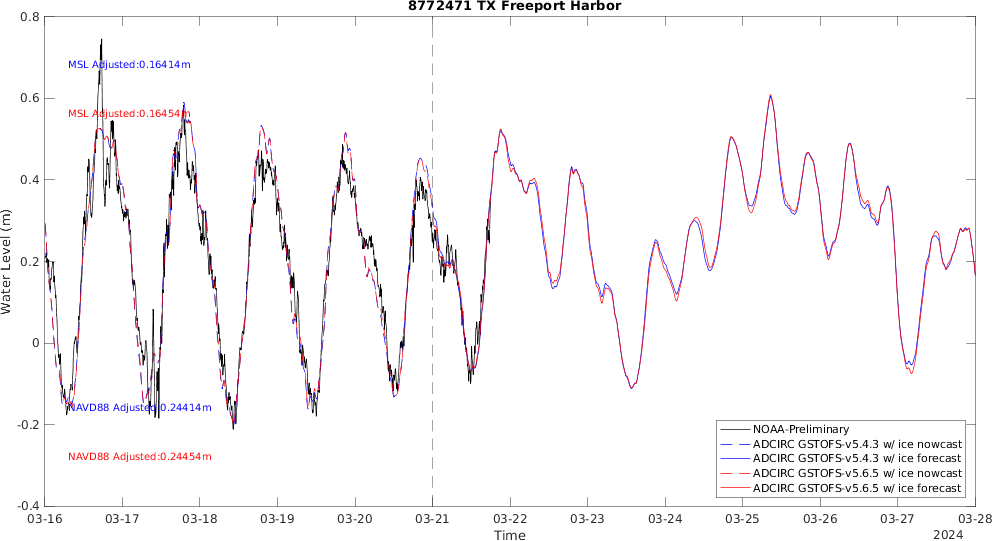 8772471 TX Freeport Harbor
Water Level (m)
0.8
0.6
0.4
0.2
0
-0.2
-0.4
MSL Adjusted:0.16414m
MSL Adjusted:0.16454m
NAVD88 Adjusted:0.24414m
NAVD88 Adjusted:0.24454m
NOAA-Preliminary
ADCIRC GSTOFS-v5.4.3 w/ ice nowcast
ADCIRC GSTOFS-v5.4.3 w/ ice forecast
ADCIRC GSTOFS-v5.6.5 w/ ice nowcast
ADCIRC GSTOFS-v5.6.5 w/ ice forecast
03-16 03-17 03-18 03-19 03-20 03-21 03-22 03-23 03-24 03-25 03-26 03-27 03-28
Time
2024